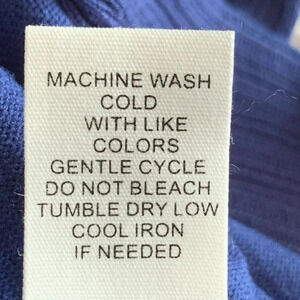 MACHINE WASH
COLD
WITH LIKE
COLORS
GENTLE CYCLE
DO NOT BLEACH
TUMBLE DRY LOW
COOL IRON
IF NEEDED